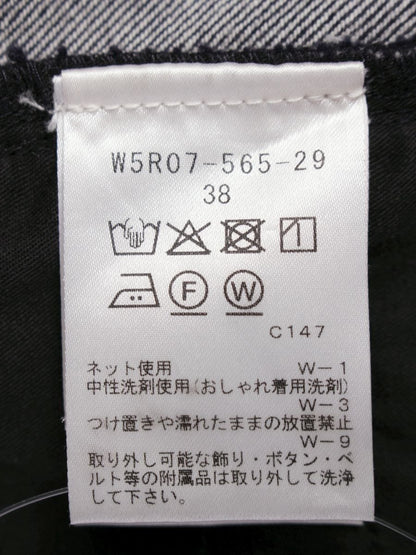 W5R07-565-29
38
F W
C147
ネット使用 W-1
中性洗剤使用(おしゃれ着用洗剤)
W-3
つけ置きや濡れたままの放置禁止
W-9
取り外し可能な飾り・ボタン・ベ
ルト等の附属品は取り外して洗浄
して下さい。